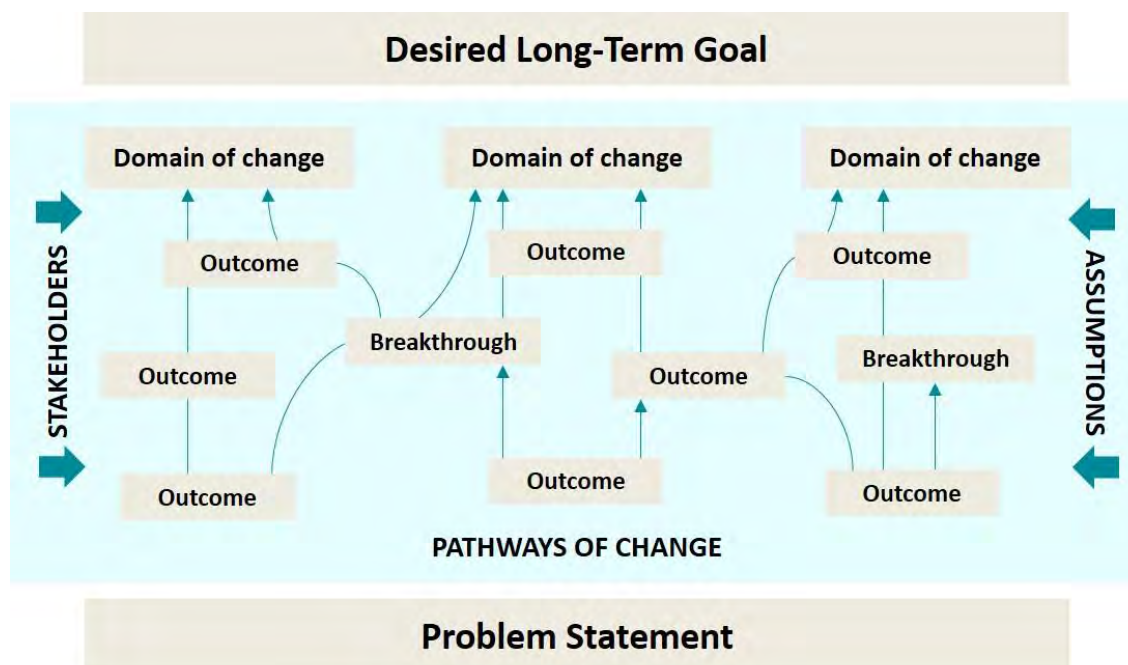 Desired Long-Term Goal
Domain of change
Domain of change
Domain of change
STAKEHOLDERS
ASSUMPTIONS
Outcome
Outcome
Outcome
Breakthrough
Breakthrough
Outcome
Outcome
Outcome
Outcome
Outcome
PATHWAYS OF CHANGE
Problem Statement